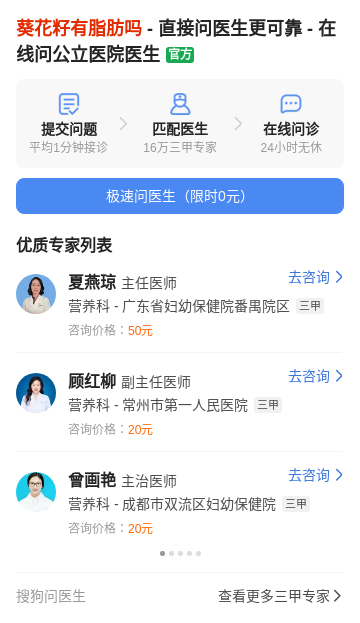 葵花籽有脂肪吗 - 直接问医生更可靠 - 在
线问公立医院医生 官方
提交问题
匹配医生
在线问诊
平均1分钟接诊
16万三甲专家
24小时无休
极速问医生（限时0元）
优质专家列表
夏燕琼 主任医师
去咨询
营养科 - 广东省妇幼保健院番禺院区 三甲
咨询价格：50元
顾红柳 副主任医师
去咨询
营养科 - 常州市第一人民医院 三甲
咨询价格：20元
曾画艳 主治医师
去咨询
营养科 - 成都市双流区妇幼保健院 三甲
咨询价格：20元
搜狗问医生
查看更多三甲专家